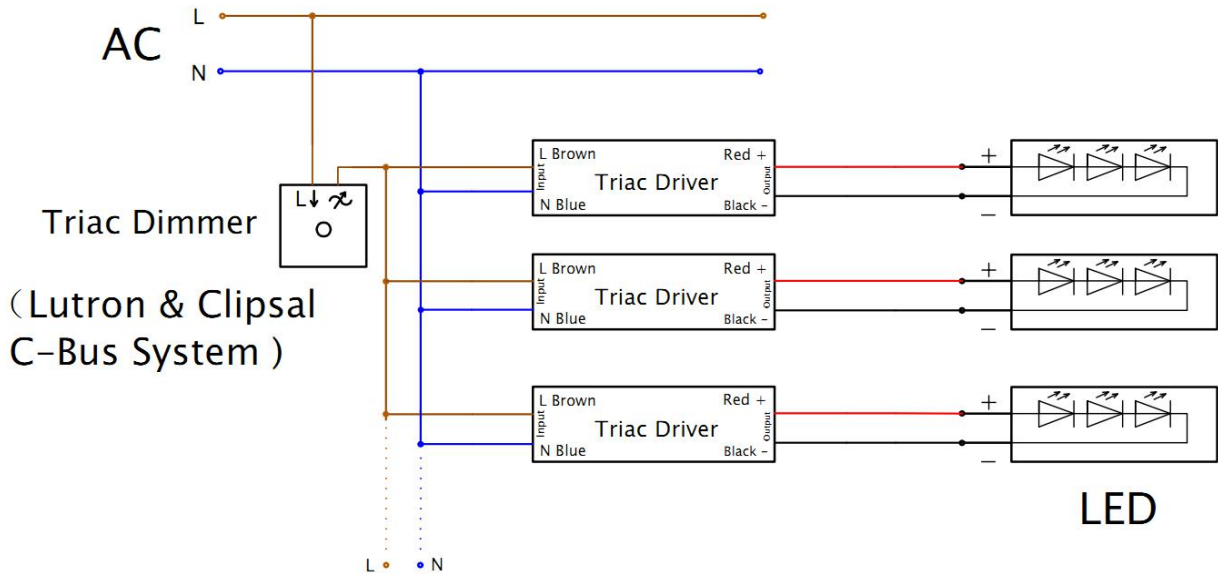 L
AC
N
L Brown
Red +
Input
Triac Driver
Output
N Blue
Black –
+
–
L
Triac Dimmer
(Lutron & Clipsal
C-Bus System )
L Brown
Red +
Input
Triac Driver
Output
N Blue
Black –
+
–
L Brown
Red +
Input
Triac Driver
Output
N Blue
Black –
+
–
LED
L
N